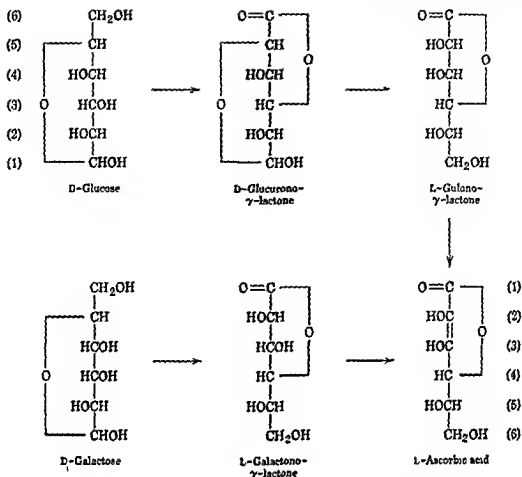 (6) CH₂OH O=C O=C
(5) CH CH HOCH
O O
(4) HOCH HOCH HOCH
(3) O HCOH O HC HC
(2) HOCH HOCH HOCH
(1) CHOH CHOH CH₂OH
D-Glucose D-Glucurono- L-Gulono-
γ-lactone γ-lactone
CH₂OH O=C O=C (1)
CH HOCH HOC (2)
O O
HCOH HCOH HOC (3)
O HCOH HC HC (4)
HOCH HOCH HOCH (5)
CHOH CH₂OH CH₂OH (6)
D-Galactose L-Galactono- L-Ascorbic acid
γ-lactone